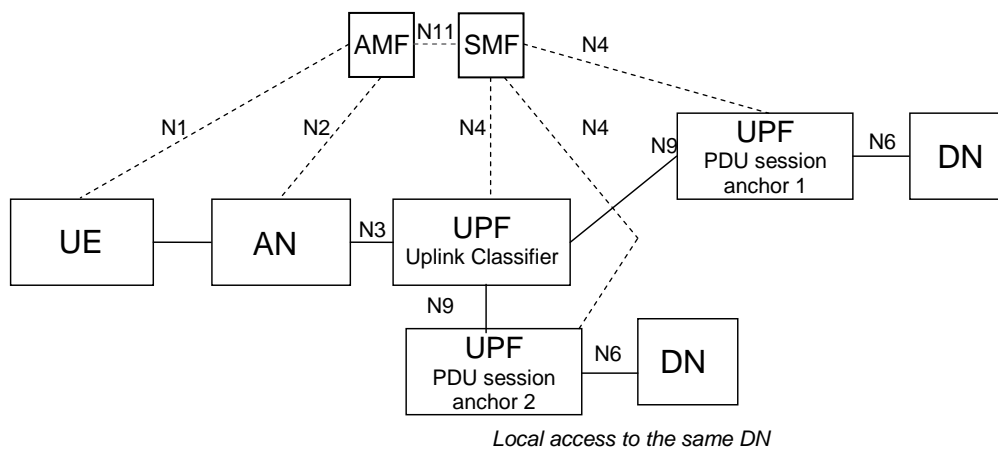 AMF
N11
SMF
N4
N1
N2
N4
N4
N9
UPF
PDU session
anchor 1
N6
DN
UE
AN
N3
UPF
Uplink Classifier
N9
UPF
PDU session
anchor 2
N6
DN
Local access to the same DN